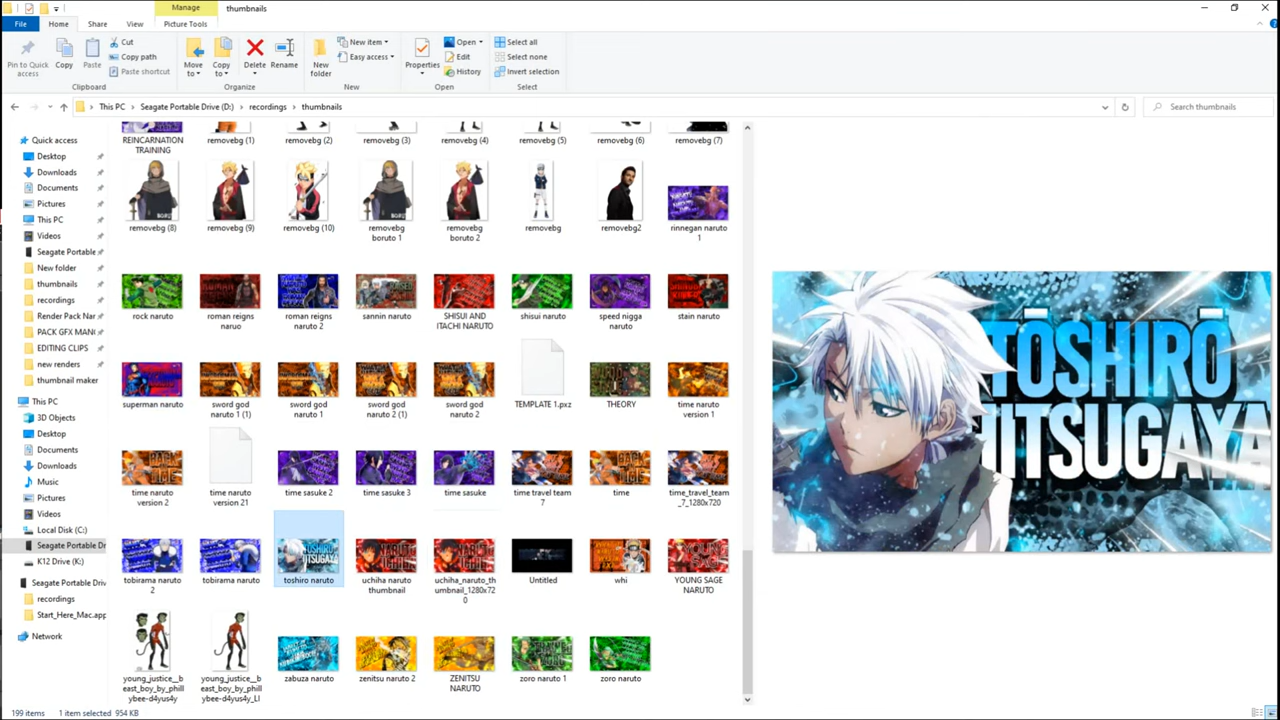 Manage
thumbnails
File
Home
Share
View
Picture Tools
Pin to Quick access
Copy
Paste
Cut
Copy path
Paste shortcut
Clipboard
Move to
Copy to
Delete
Rename
Organize
New folder
New item
Easy access
New
Properties
Open
Edit
History
Open
Select all
Select none
Invert selection
Select
This PC
Seagate Portable Drive (D:)
recordings
thumbnails
Search thumbnails
Quick access
Desktop
Downloads
Documents
Pictures
This PC
Videos
Seagate Portable
New folder
thumbnails
recordings
Render Pack Nar
PACK GFX MANG
EDITING CLIPS
new renders
thumbnail maker
This PC
3D Objects
Desktop
Documents
Downloads
Music
Pictures
Videos
Local Disk (C:)
Seagate Portable Dr
K12 Drive (K:)
Seagate Portable Driv
recordings
Start_Here_Mac.app
Network
REINCARNATION TRAINING
removebg (1)
removebg (2)
removebg (3)
removebg (4)
removebg (5)
removebg (6)
removebg (7)
removebg (8)
removebg (9)
removebg (10)
removebg boruto 1
removebg boruto 2
removebg
removebg2
rinnegan naruto 1
rock naruto
roman reigns naruo
roman reigns naruto 2
sannin naruto
SHISUI AND ITACHI NARUTO
shisui naruto
speed nigga naruto
stain naruto
superman naruto
sword god naruto 1 (1)
sword god naruto 1
sword god naruto 2 (1)
sword god naruto 2
TEMPLATE 1.pxz
THEORY
time naruto version 1
time naruto version 2
time naruto version 21
time sasuke 2
time sasuke 3
time sasuke
time travel team 7
time
time_travel_team_7_1280x720
tobirama naruto 2
tobirama naruto
toshiro naruto
uchiha naruto thumbnail
uchiha_naruto_thumbnail_1280x720
Untitled
whi
YOUNG SAGE NARUTO
young_justice__beast_boy_by_phillybee-d4yus4y
young_justice__beast_boy_by_phillybee-d4yus4y_LI
zabuza naruto
zenitsu naruto 2
ZENITSU NARUTO
zoro naruto 1
zoro naruto
TŌSHIRŌ
HITSUGAYA
199 items
1 item selected 954 KB